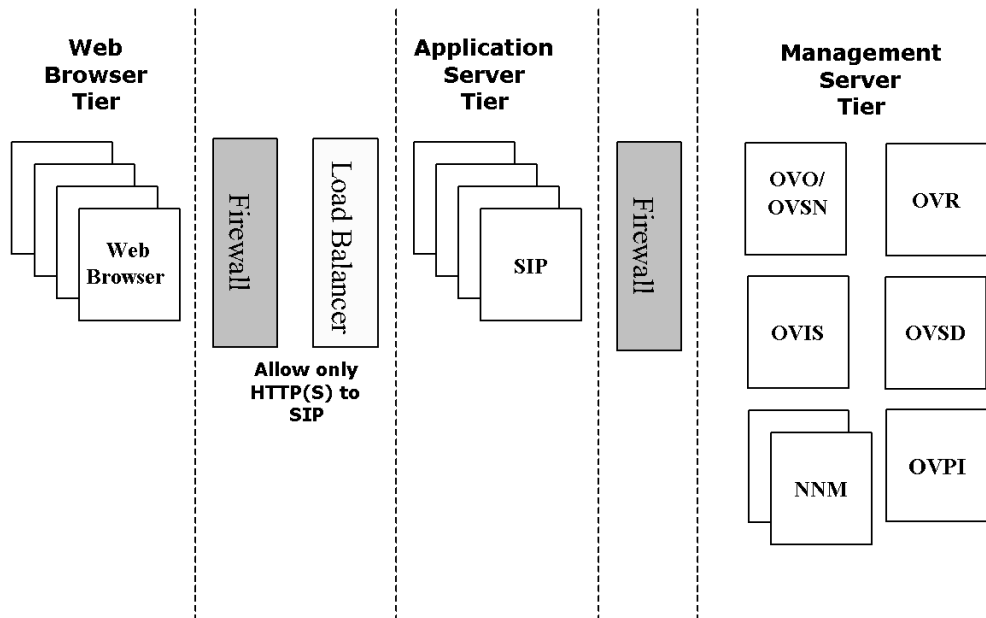 Web
Browser
Tier
Application
Server
Tier
Management
Server
Tier
Web
Browser
Firewall
Load Balancer
Allow only
HTTP(S) to
SIP
SIP
Firewall
OVO/
OVSN
OVR
OVIS
OVSD
NNM
OVPI